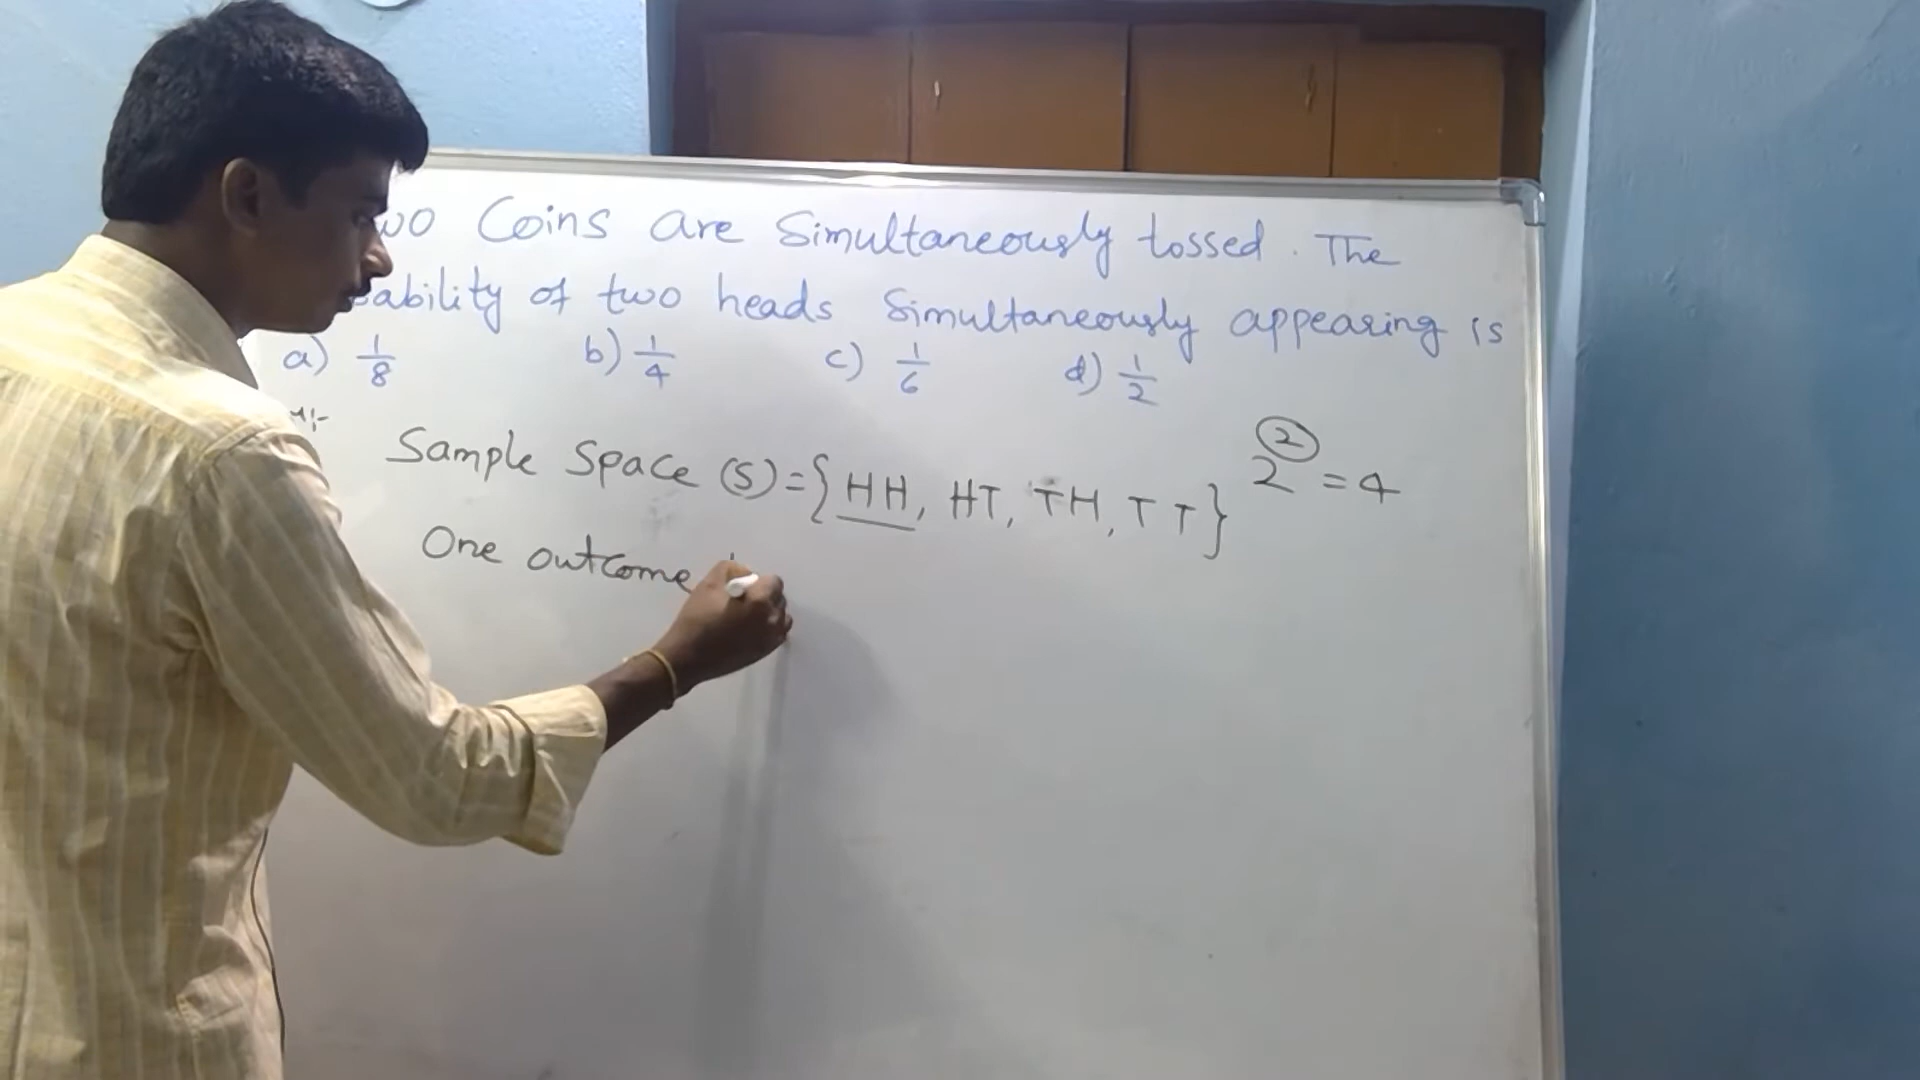 Coins are Simultaneously tossed. The
of two heads Simultaneously appearing is
a) 1/8 b) 1/4 c) 1/6 d) 1/2
Sample Space (S) = {HH, HT, TH, TT} 2^2 = 4
One outcome